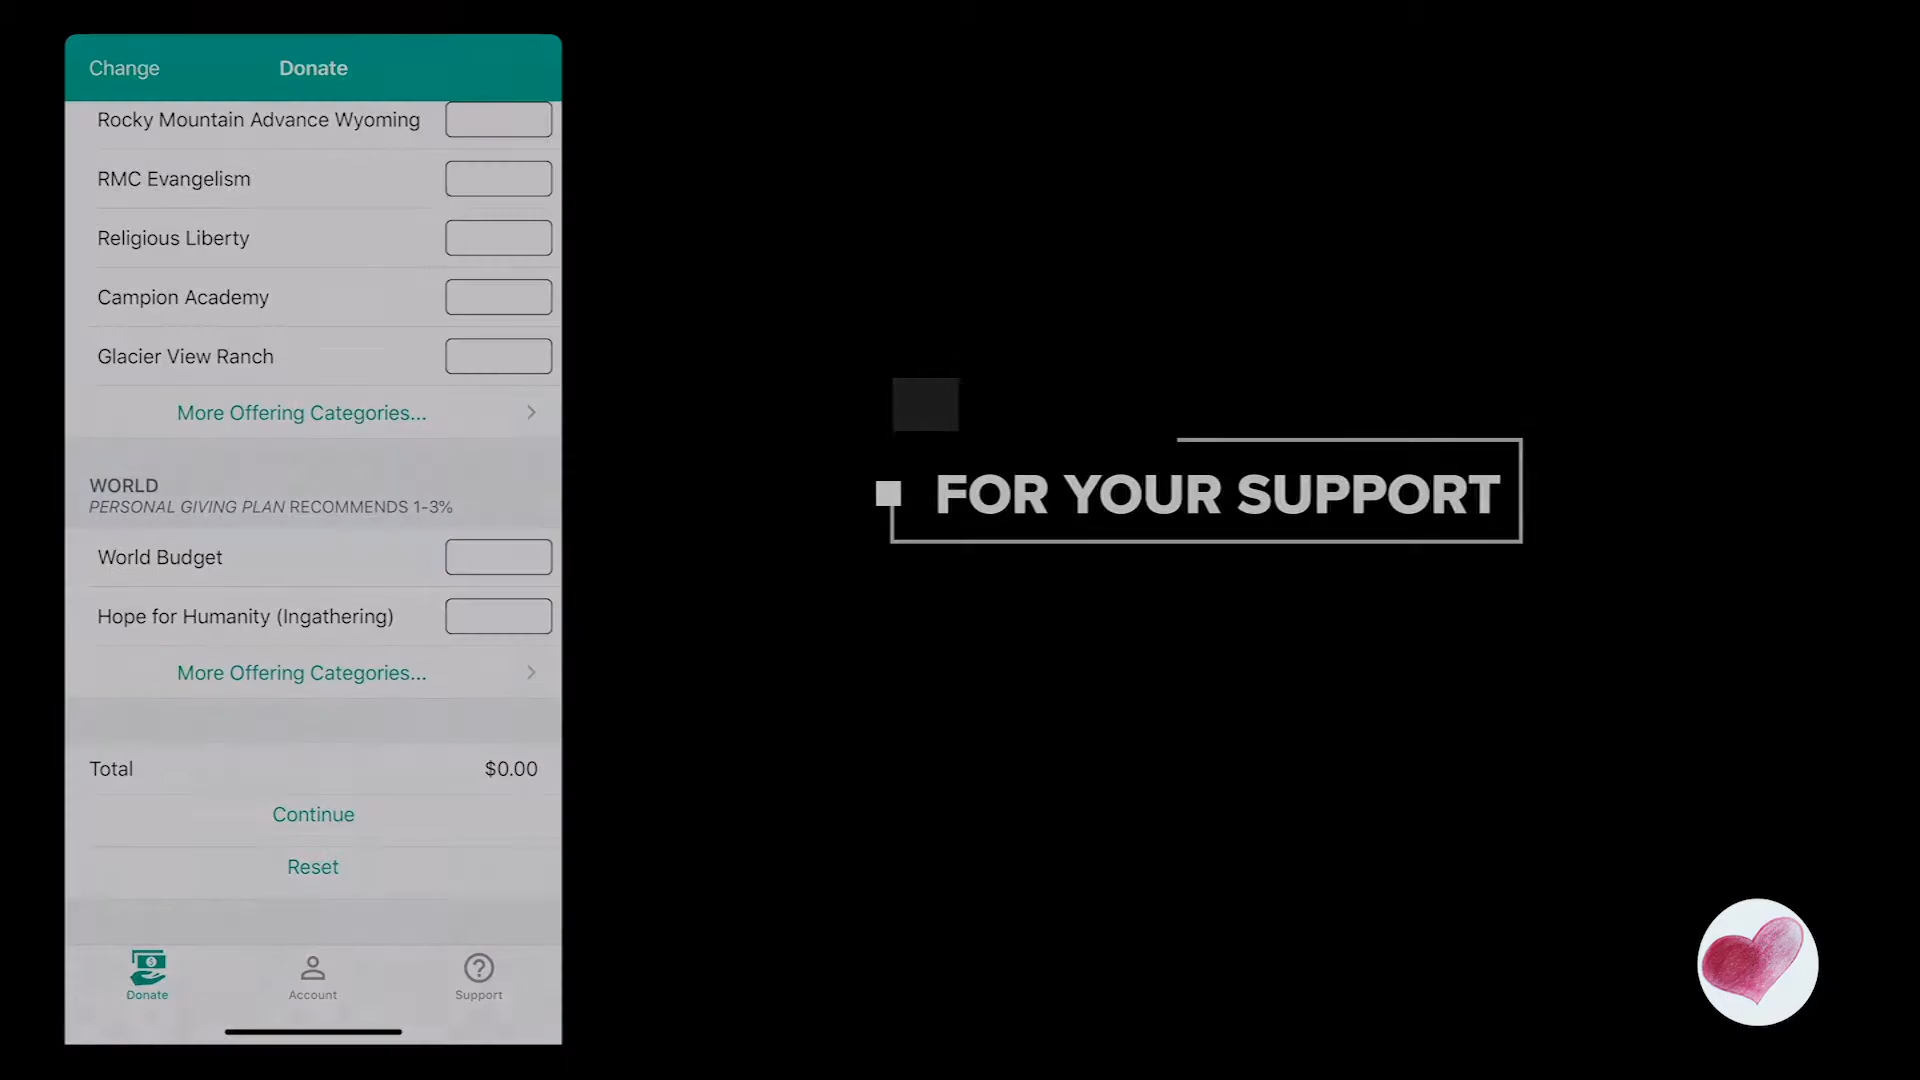 Change
Donate
Rocky Mountain Advance Wyoming
RMC Evangelism
Religious Liberty
Campion Academy
Glacier View Ranch
More Offering Categories...
WORLD
PERSONAL GIVING PLAN RECOMMENDS 1-3%
World Budget
Hope for Humanity (Ingathering)
More Offering Categories...
Total
$0.00
Continue
Reset
Donate
Account
Support
FOR YOUR SUPPORT